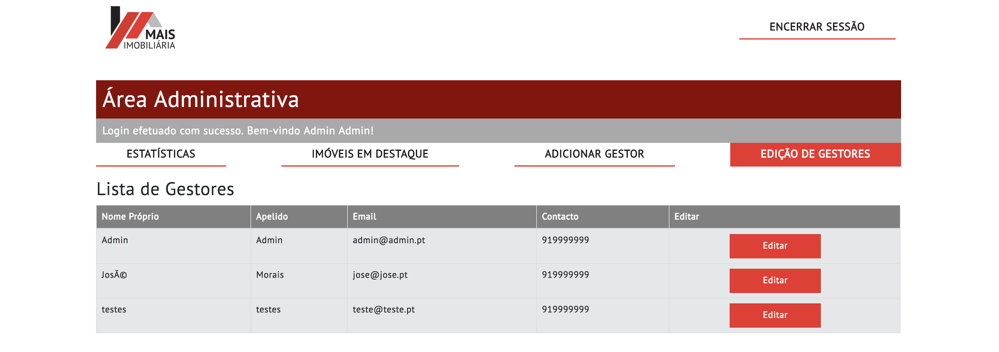 MAIS
IMOBILIÁRIA
ENCERRAR SESSÃO
Área Administrativa
Login efetuado com sucesso. Bem-vindo Admin Admin!
ESTATÍSTICAS IMÓVEIS EM DESTAQUE ADICIONAR GESTOR EDIÇÃO DE GESTORES
Lista de Gestores
Nome Próprio Apelido Email Contacto Editar
Admin Admin admin@admin.pt 919999999 Editar
JosÃ© Morais jose@jose.pt 919999999 Editar
testes testes teste@teste.pt 919999999 Editar